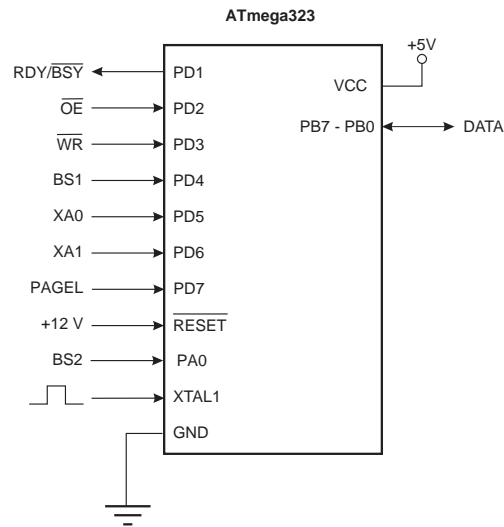 ATmega323
+5V
RDY/BSY PD1
VCC
OE PD2
PB7 - PB0 DATA
WR PD3
BS1 PD4
XA0 PD5
XA1 PD6
PAGEL PD7
+12 V RESET
BS2 PA0
XTAL1
GND